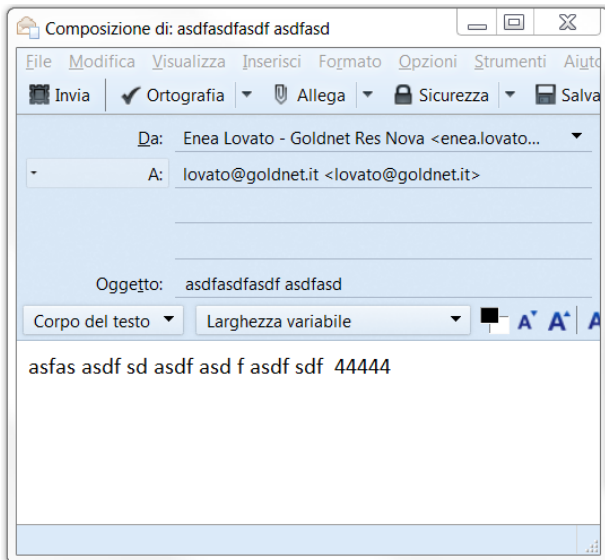 Composizione di: asdfasdfasdf asdfasd
File Modifica Visualizza Inserisci Formato Opzioni Strumenti Aiuto
Invia Ortografia Allega Sicurezza Salva
Da: Enea Lovato - Goldnet Res Nova <enea.lovato...
A: lovato@goldnet.it <lovato@goldnet.it>
Oggetto: asdfasdfasdf asdfasd
Corpo del testo Larghezza variabile A A A
asfas asdf sd asdf asd f asdf sdf 44444